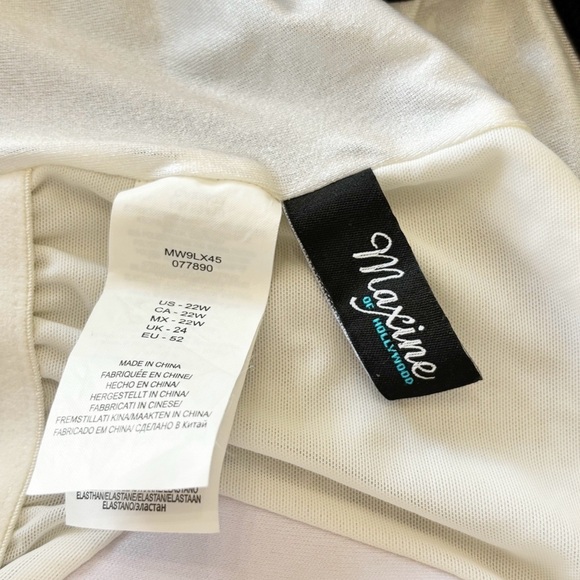 MW9LX45
077890
US - 22W
CA - 22W
MX - 22W
UK - 24
EU - 52
MADE IN CHINA
FABRIQUÉE EN CHINE/
HECHO EN CHINA/
HERGESTELLT IN CHINA/
FABBRICATI IN CINESE/
FREMSTILLATI KINA/MAAKTEN IN CHINA/
FABRICADO EM CHINA/СДЕЛАНО В Китай
ELASTHAN/ELASTANE/ELASTAN/ELASTAAN
ELASTANO/эластан
Maxine
OF HOLLYWOOD